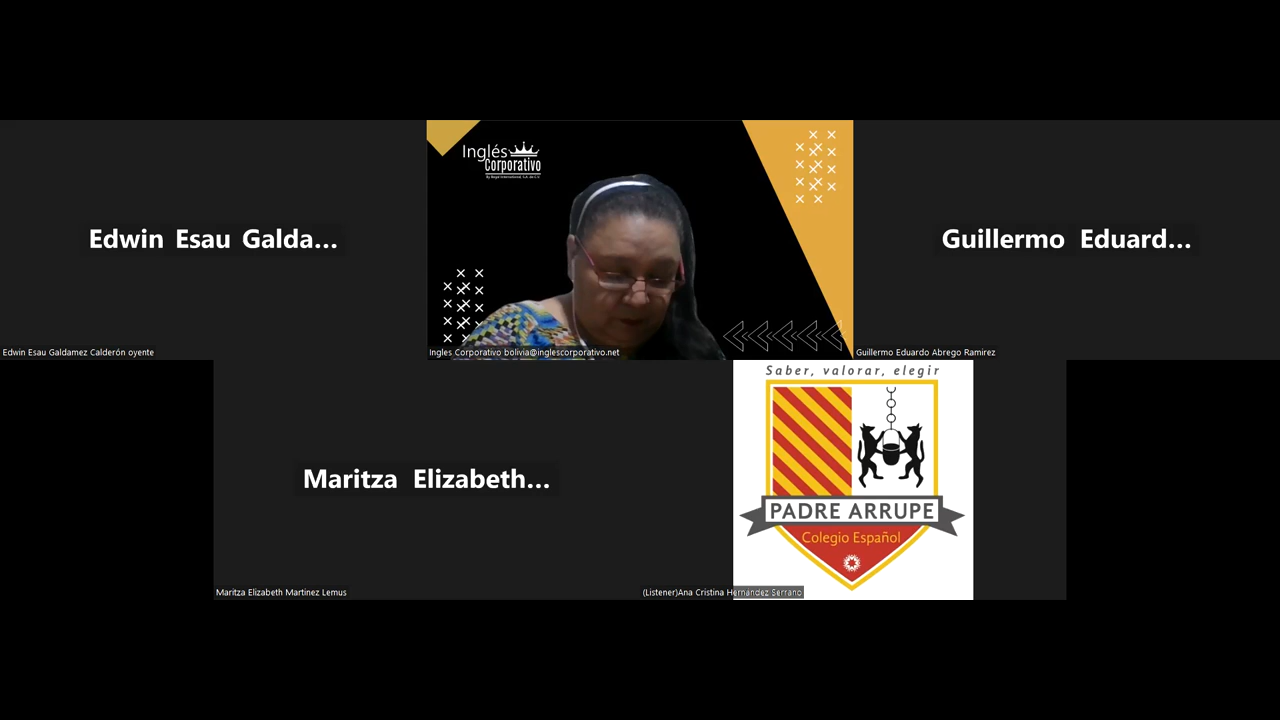 Edwin Esau Galda...
Edwin Esau Galdamez Calderón oyente
Inglés
Corporativo
Ingles Corporativo bolivia@inglescorporativo.net
Guillermo Eduard...
Guillermo Eduardo Abrego Ramirez
Maritza Elizabeth...
Maritza Elizabeth Martinez Lemus
Saber, valorar, elegir
PADRE ARRUPE
Colegio Español
(Listener)Ana Cristina Hernández Serrano